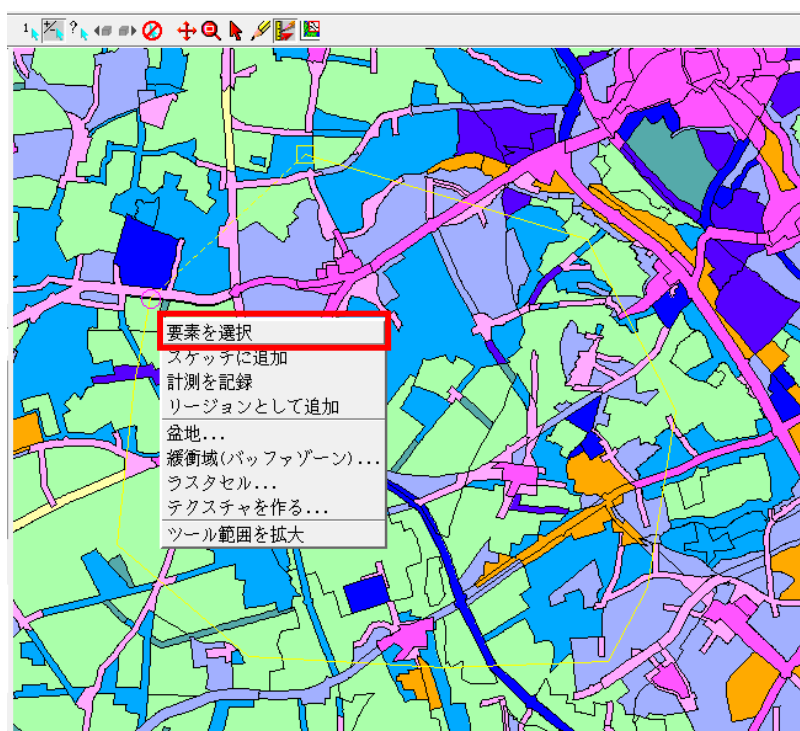 要素を選択
スケッチに追加
計測を記録
リージョンとして追加
盆地...
緩衝域(バッファゾーン)...
ラスタセル...
テクスチャを作る...
ツール範囲を拡大